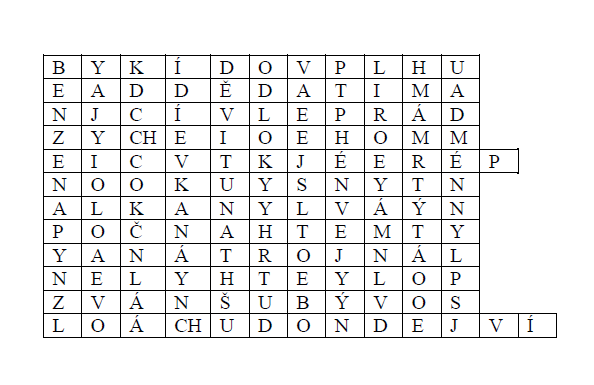 B Y K Í D O V P L H U
E A D D Ě D A T I M A
N J C Í V L E P R Á D
Z Y CH E I O E H O M M
E I C V T K J É E R É P
N O O K U Y S N Y T N
A L K A N Y L V Á Ý N
P O Č N A H T E M T Y
Y A N Á T R O J N Á L
N E L Y H T E Y L O P
Z V Á N Š U B Ý V O S
L O Á CH U D O N D E J V Í